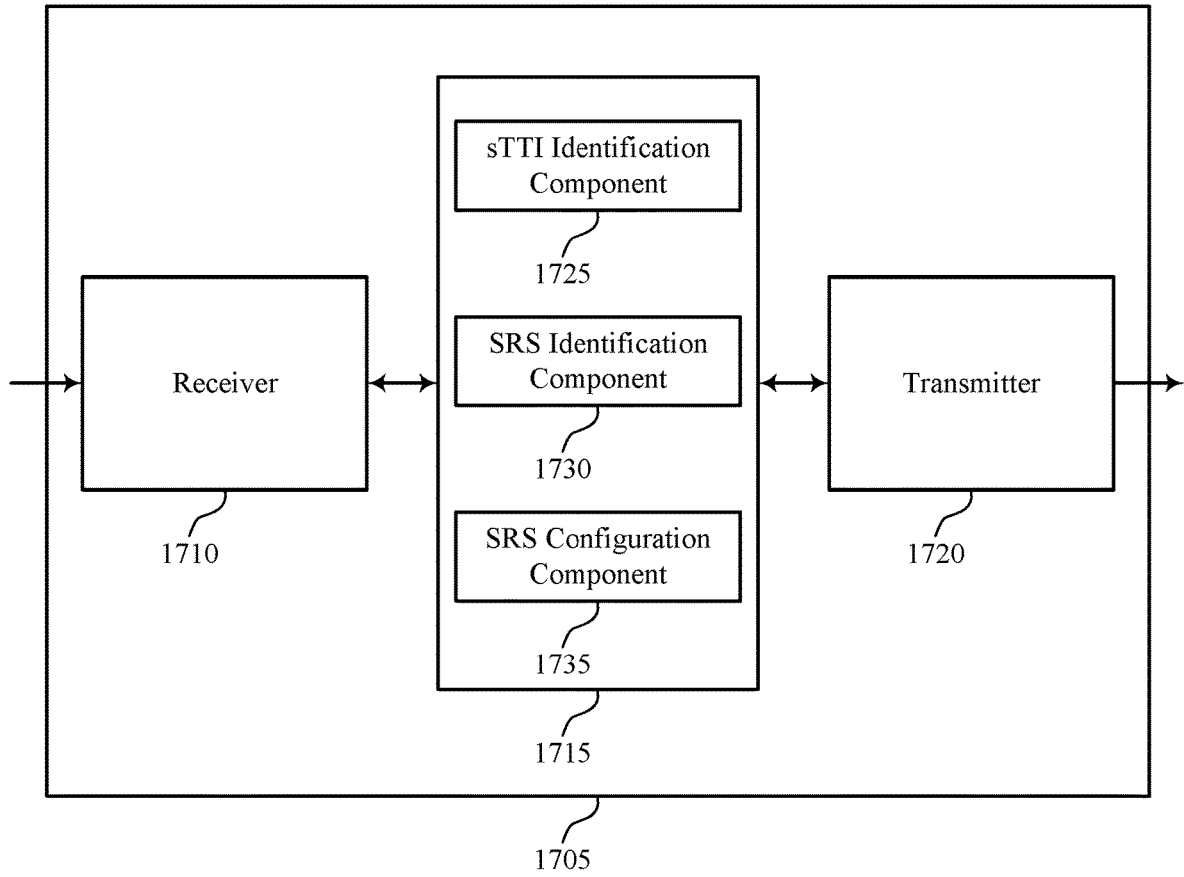 sTTI Identification
Component
1725
Receiver
1710
SRS Identification
Component
1730
SRS Configuration
Component
1735
1715
Transmitter
1720
1705